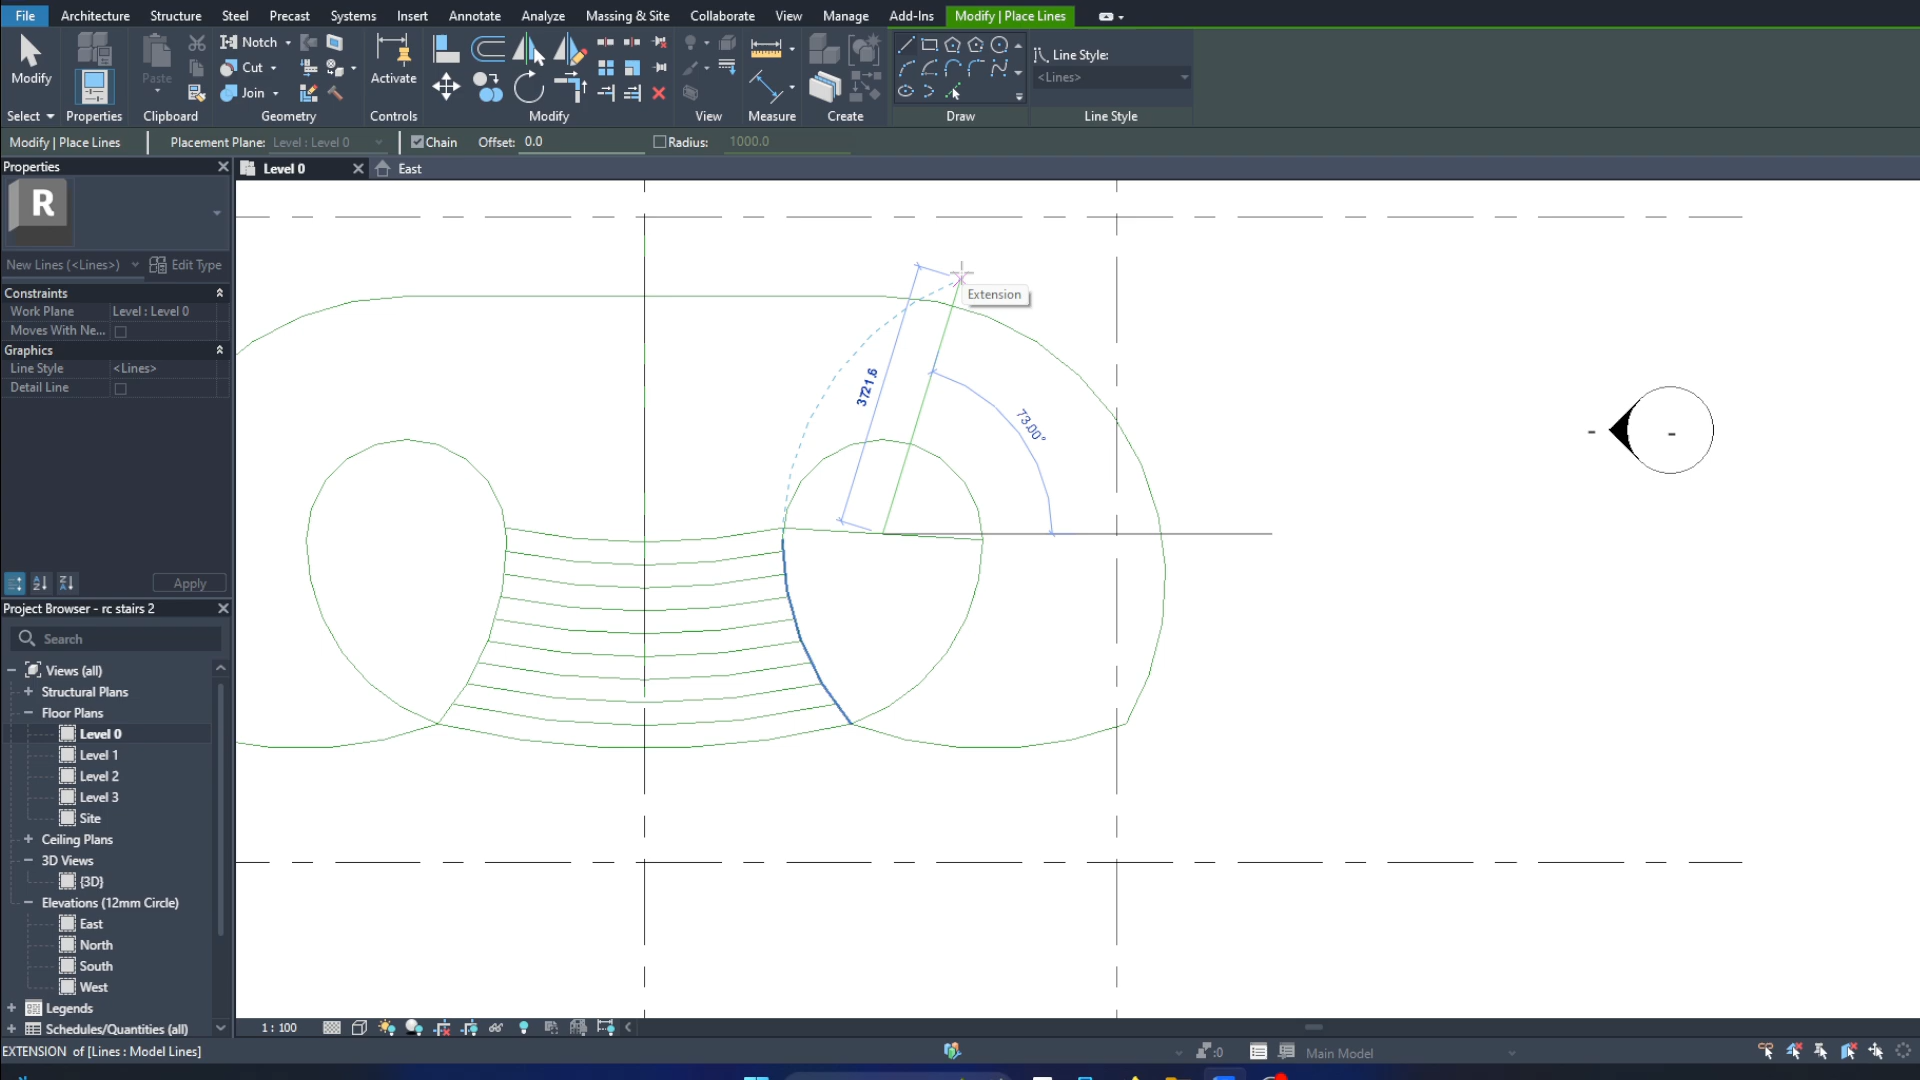 File Architecture Structure Steel Precast Systems Insert Annotate Analyze Massing & Site Collaborate View Manage Add-Ins Modify | Place Lines
Modify Paste Notch Cut Join Activate Line Style:
<Lines>
Select Properties Clipboard Geometry Controls Modify View Measure Create Draw Line Style
Modify | Place Lines Placement Plane: Level : Level 0 Chain Offset: 0.0 Radius: 1000.0
Properties Level 0 East
R
New Lines (<Lines>) Edit Type
Constraints
Work Plane Level : Level 0
Moves With Ne...
Graphics
Line Style <Lines>
Detail Line
Apply
Project Browser - rc stairs 2
Search
Views (all)
Structural Plans
Floor Plans
Level 0
Level 1
Level 2
Level 3
Site
Ceiling Plans
3D Views
{3D}
Elevations (12mm Circle)
East
North
South
West
Legends
Schedules/Quantities (all)
Extension
3721.6
73.00°
1 : 100
EXTENSION of [Lines : Model Lines] :0 Main Model